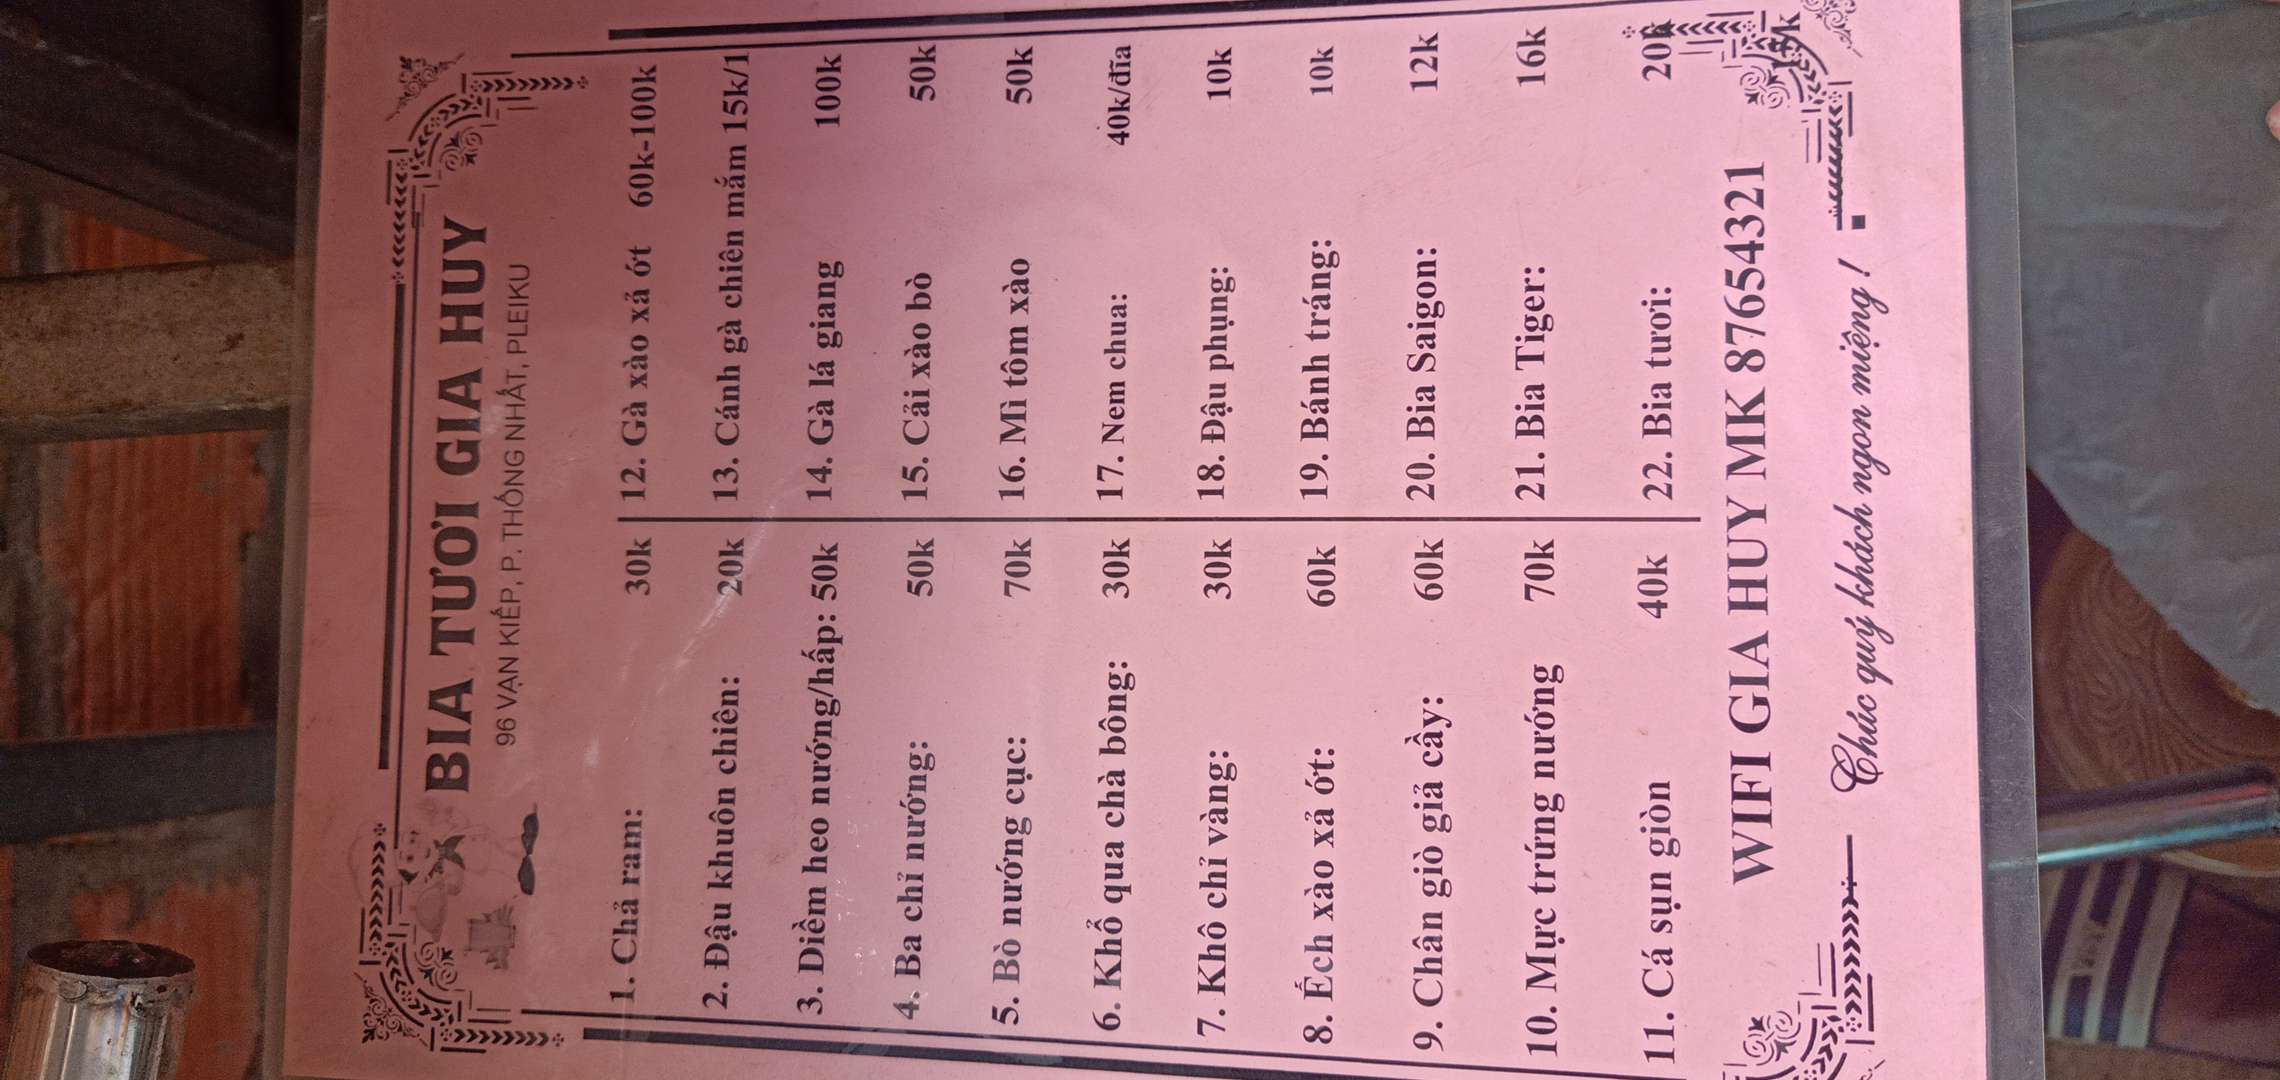 BIA TƯƠI GIA HUY
96 VẠN KIẾP, P. THỐNG NHẤT, PLEIKU
1. Chả ram: 30k
2. Đậu khuôn chiên: 20k
3. Diềm heo nướng/hấp: 50k
4. Ba chỉ nướng: 50k
5. Bò nướng cục: 70k
6. Khổ qua chà bông: 30k
7. Khô chỉ vàng: 30k
8. Ếch xào xả ớt: 60k
9. Chân giò giả cầy: 60k
10. Mực trứng nướng 70k
11. Cá sụn giòn 40k
12. Gà xào xả ớt 60k-100k
13. Cánh gà chiên mắm 15k/1
14. Gà lá giang 100k
15. Cải xào bò 50k
16. Mì tôm xào 50k
17. Nem chua: 40k/đĩa
18. Đậu phụng: 10k
19. Bánh tráng: 10k
20. Bia Saigon: 12k
21. Bia Tiger: 16k
22. Bia tươi: 20k
WIFI GIA HUY MK 87654321
Chúc quý khách ngon miệng !